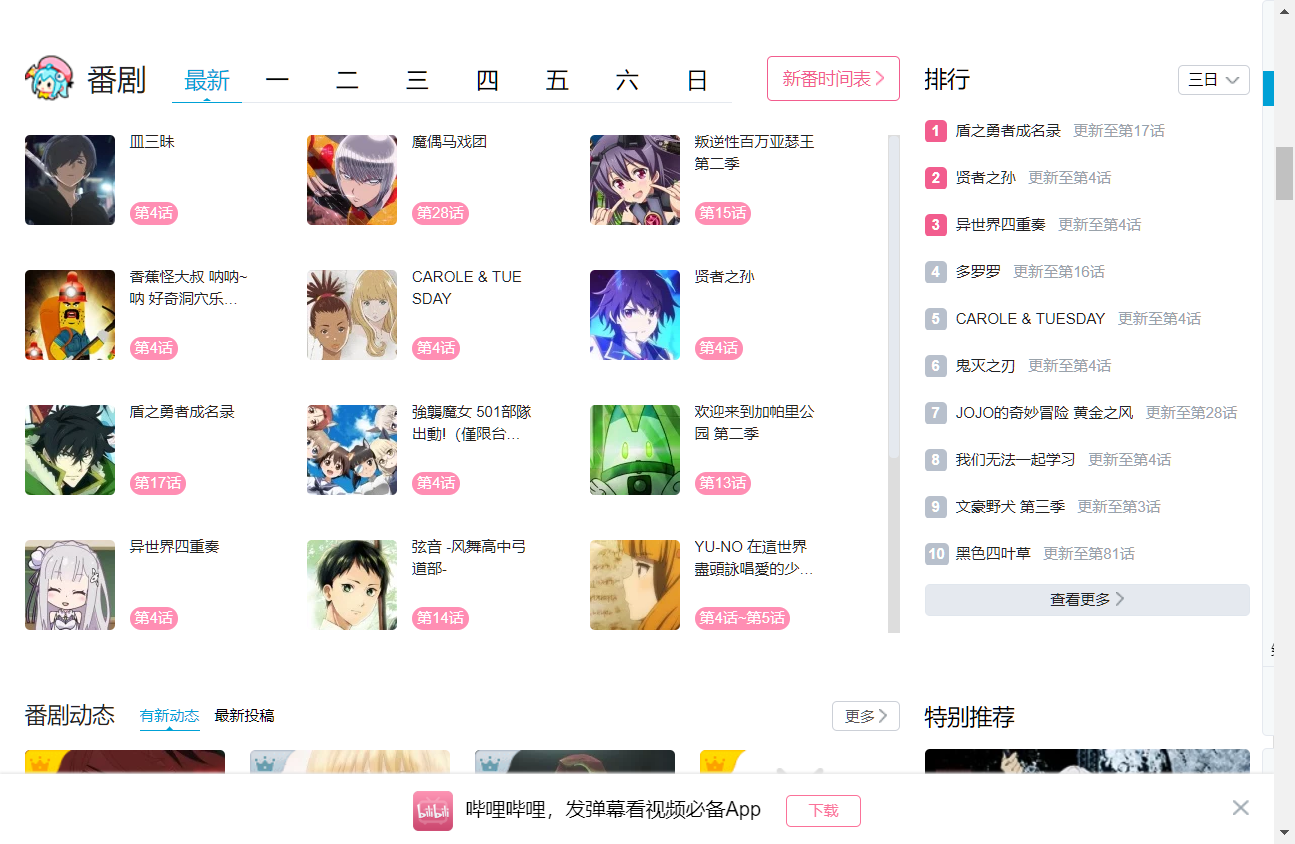 番剧
最新 一 二 三 四 五 六 日
新番时间表
排行
三日
皿三昧
第4话
魔偶马戏团
第28话
叛逆性百万亚瑟王
第二季
第15话
香蕉怪大叔 呐呐~
呐 好奇洞穴乐...
第4话
CAROLE & TUE
SDAY
第4话
贤者之孙
第4话
盾之勇者成名录
第17话
強襲魔女 501部隊
出動!（僅限台...
第4话
欢迎来到加帕里公
园 第二季
第13话
异世界四重奏
第4话
弦音 -风舞高中弓
道部-
第14话
YU-NO 在這世界
盡頭詠唱愛的少...
第4话~第5话
1 盾之勇者成名录 更新至第17话
2 贤者之孙 更新至第4话
3 异世界四重奏 更新至第4话
4 多罗罗 更新至第16话
5 CAROLE & TUESDAY 更新至第4话
6 鬼灭之刃 更新至第4话
7 JOJO的奇妙冒险 黄金之风 更新至第28话
8 我们无法一起学习 更新至第4话
9 文豪野犬 第三季 更新至第3话
10 黑色四叶草 更新至第81话
查看更多
番剧动态
有新动态 最新投稿
更多
特别推荐
bilibili
哔哩哔哩，发弹幕看视频必备App
下载